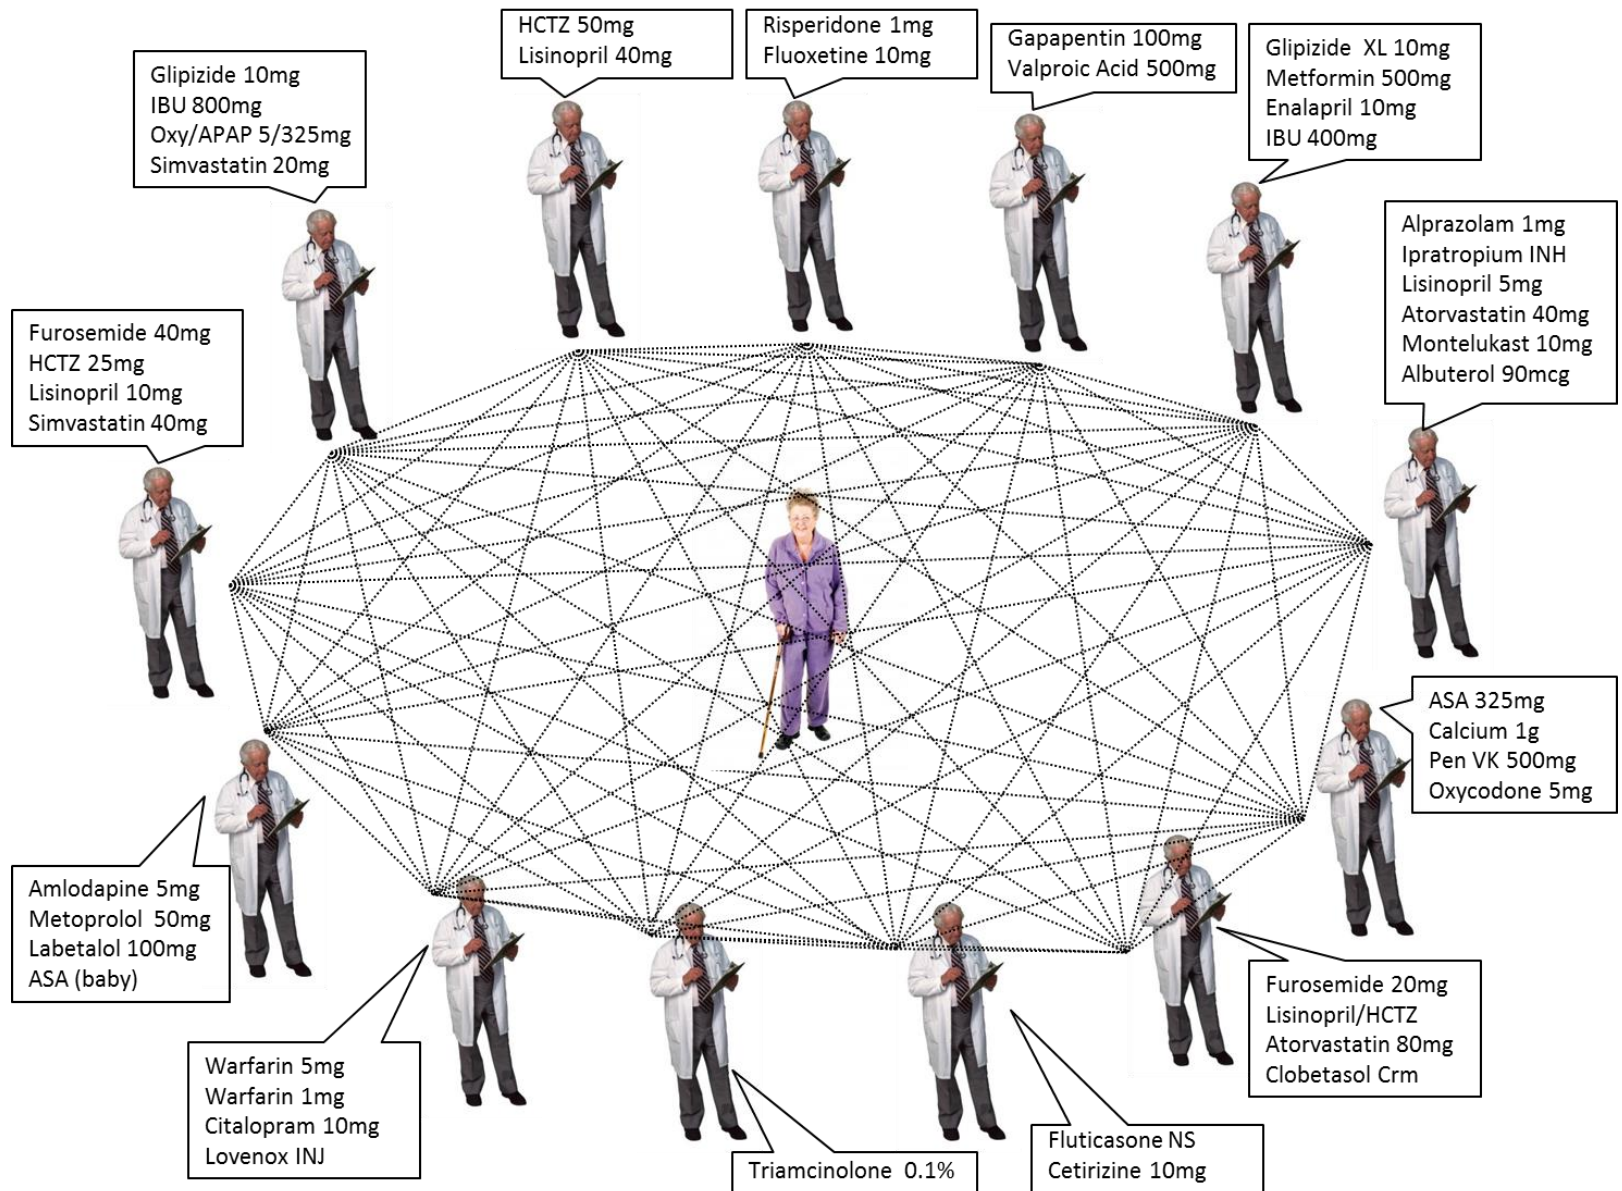 HCTZ 50mg
Lisinopril 40mg
Risperidone 1mg
Fluoxetine 10mg
Gapapentin 100mg
Valproic Acid 500mg
Glipizide XL 10mg
Metformin 500mg
Enalapril 10mg
IBU 400mg
Glipizide 10mg
IBU 800mg
Oxy/APAP 5/325mg
Simvastatin 20mg
Alprazolam 1mg
Ipratropium INH
Lisinopril 5mg
Atorvastatin 40mg
Montelukast 10mg
Albuterol 90mcg
Furosemide 40mg
HCTZ 25mg
Lisinopril 10mg
Simvastatin 40mg
ASA 325mg
Calcium 1g
Pen VK 500mg
Oxycodone 5mg
Amlodapine 5mg
Metoprolol 50mg
Labetalol 100mg
ASA (baby)
Furosemide 20mg
Lisinopril/HCTZ
Atorvastatin 80mg
Clobetasol Crm
Warfarin 5mg
Warfarin 1mg
Citalopram 10mg
Lovenox INJ
Triamcinolone 0.1%
Fluticasone NS
Cetirizine 10mg